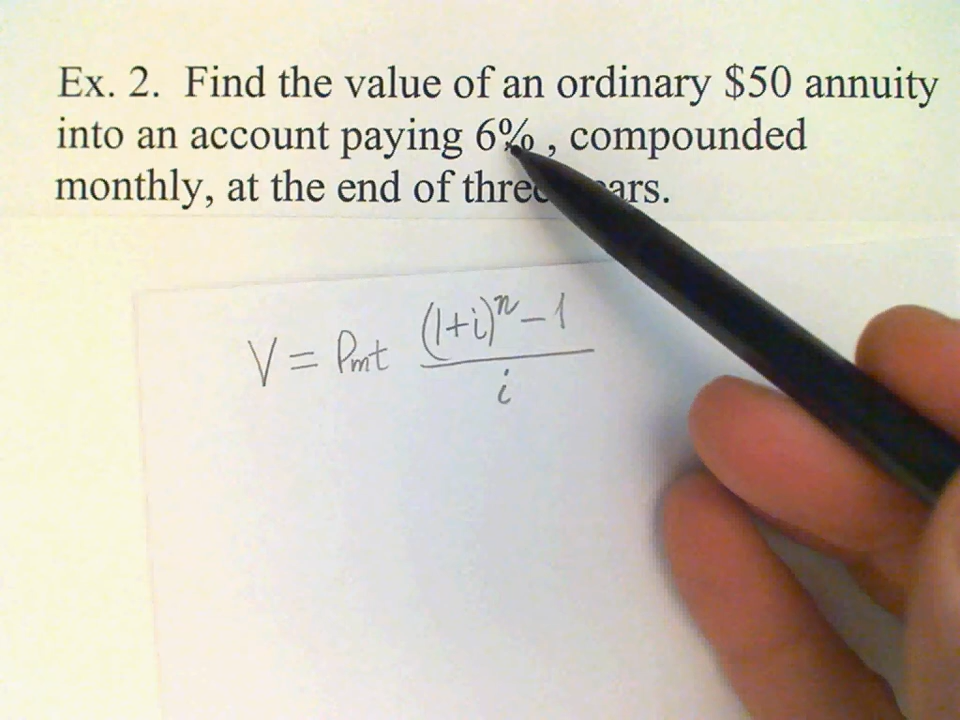 Ex. 2. Find the value of an ordinary $50 annuity
into an account paying 6% , compounded
monthly, at the end of
V = Pmt ((1+i)^n - 1) / i